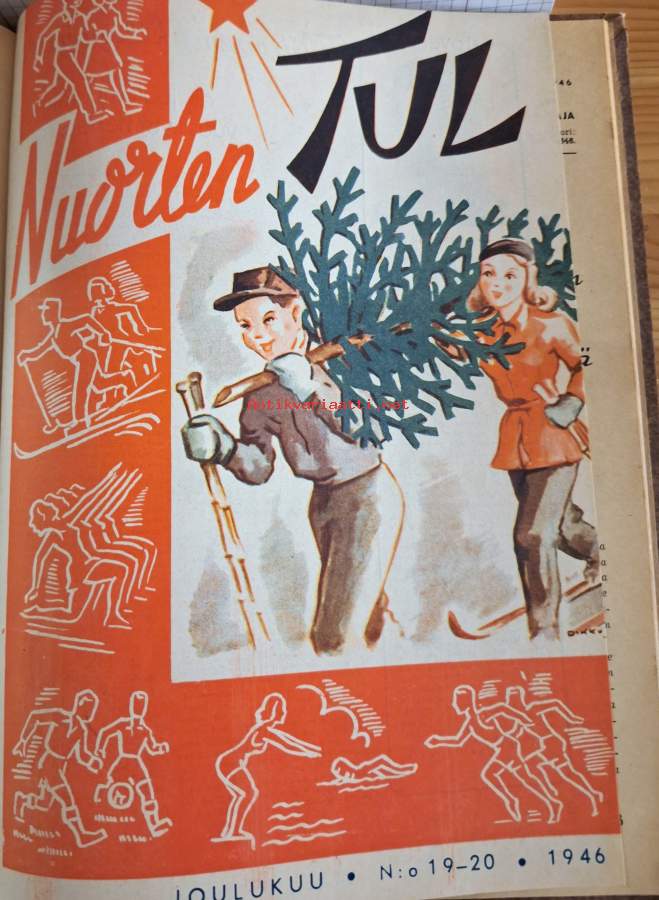 Nuorten TUL
antikvariaatti.net
JOULUKUU • N:o 19–20 • 1946